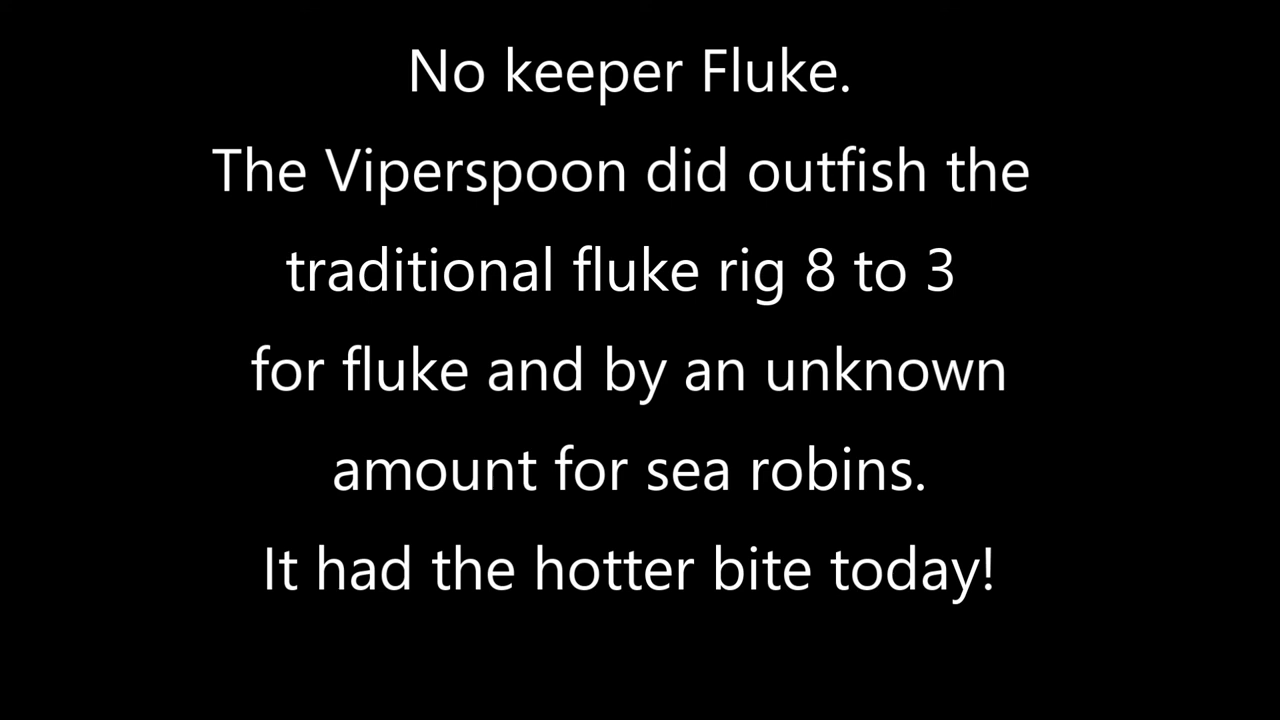 No keeper Fluke.
The Viperspoon did outfish the
traditional fluke rig 8 to 3
for fluke and by an unknown
amount for sea robins.
It had the hotter bite today!